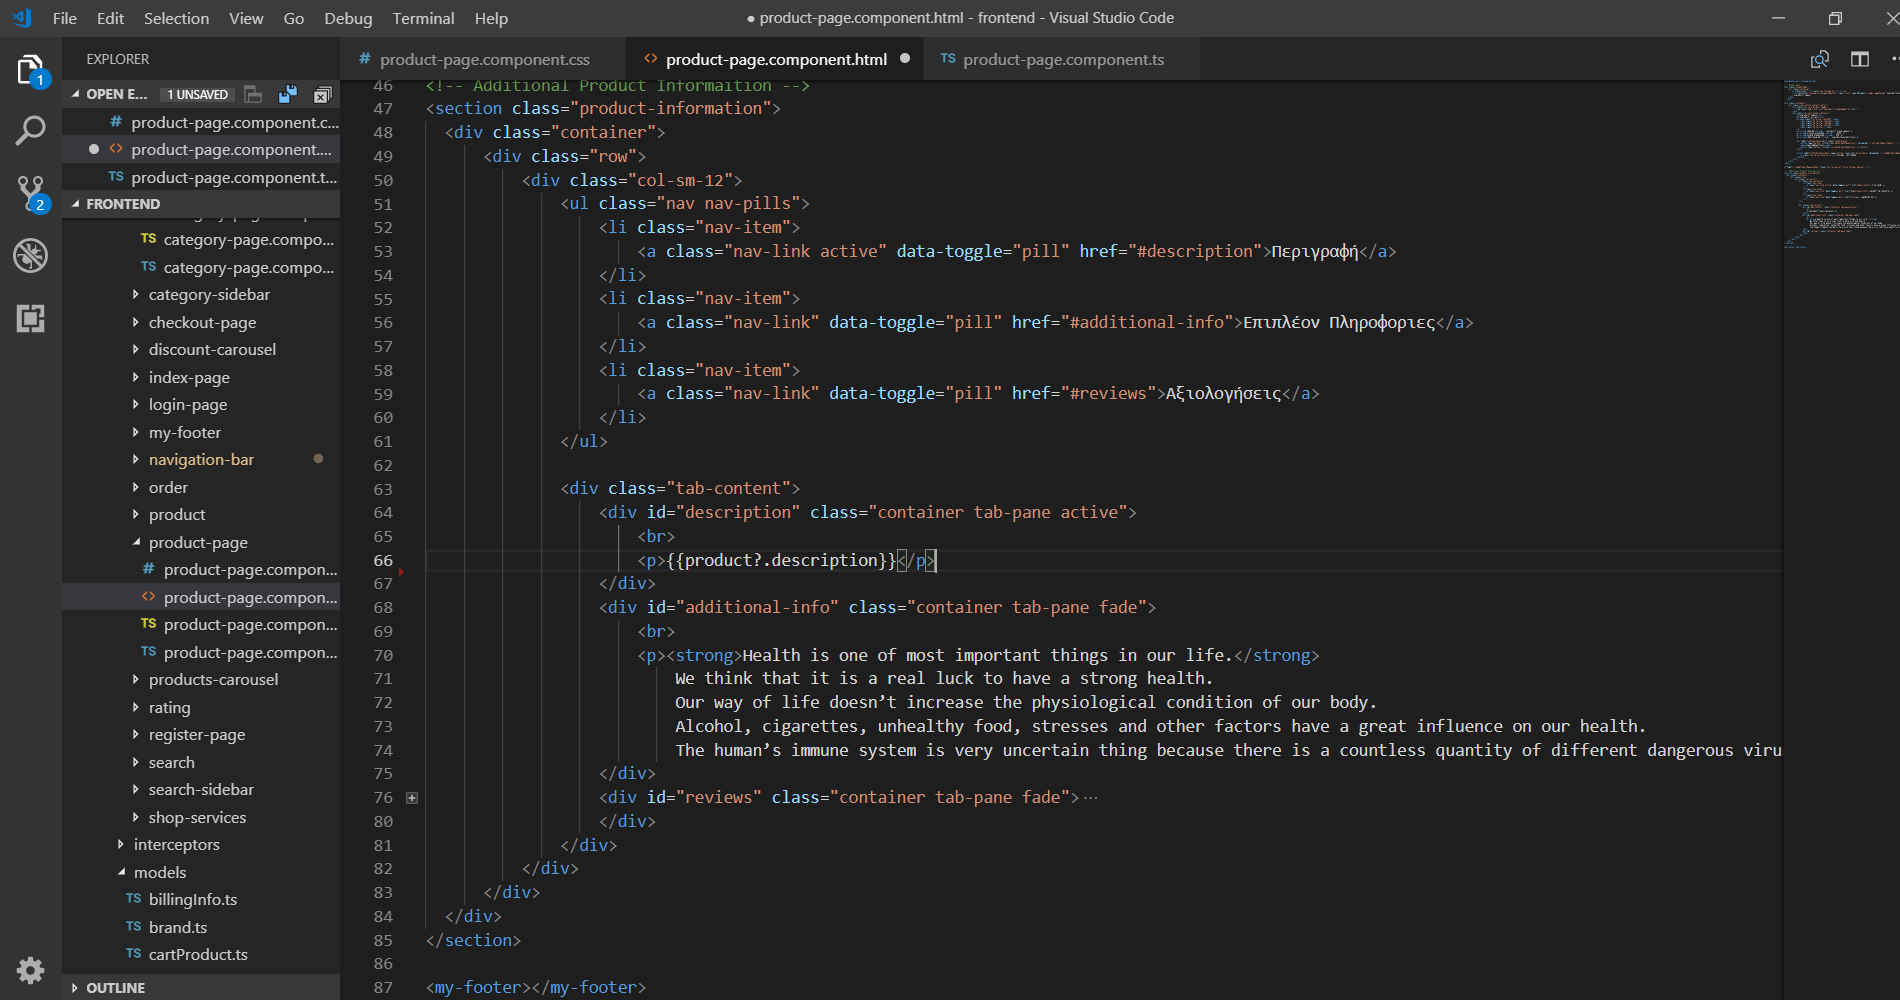 File Edit Selection View Go Debug Terminal Help
● product-page.component.html - frontend - Visual Studio Code
EXPLORER
OPEN E... 1 UNSAVED
# product-page.component.c...
<> product-page.component....
TS product-page.component.t...
FRONTEND
TS category-page.compo...
TS category-page.compo...
category-sidebar
checkout-page
discount-carousel
index-page
login-page
my-footer
navigation-bar
order
product
product-page
# product-page.compon...
<> product-page.compon...
TS product-page.compon...
TS product-page.compon...
products-carousel
rating
register-page
search
search-sidebar
shop-services
interceptors
models
TS billingInfo.ts
TS brand.ts
TS cartProduct.ts
OUTLINE
1
2
# product-page.component.css
<> product-page.component.html
TS product-page.component.ts
46 <!-- Additional Product Informaition -->
47 <section class="product-information">
48 <div class="container">
49 <div class="row">
50 <div class="col-sm-12">
51 <ul class="nav nav-pills">
52 <li class="nav-item">
53 <a class="nav-link active" data-toggle="pill" href="#description">Περιγραφή</a>
54 </li>
55 <li class="nav-item">
56 <a class="nav-link" data-toggle="pill" href="#additional-info">Επιπλέον Πληροφοριες</a>
57 </li>
58 <li class="nav-item">
59 <a class="nav-link" data-toggle="pill" href="#reviews">Αξιολογήσεις</a>
60 </li>
61 </ul>
62
63 <div class="tab-content">
64 <div id="description" class="container tab-pane active">
65 <br>
66 <p>{{product?.description}}</p>
67 </div>
68 <div id="additional-info" class="container tab-pane fade">
69 <br>
70 <p><strong>Health is one of most important things in our life.</strong>
71 We think that it is a real luck to have a strong health.
72 Our way of life doesn’t increase the physiological condition of our body.
73 Alcohol, cigarettes, unhealthy food, stresses and other factors have a great influence on our health.
74 The human’s immune system is very uncertain thing because there is a countless quantity of different dangerous viru
75 </div>
76 <div id="reviews" class="container tab-pane fade">…
80 </div>
81 </div>
82 </div>
83 </div>
84 </div>
85 </section>
86
87 <my-footer></my-footer>